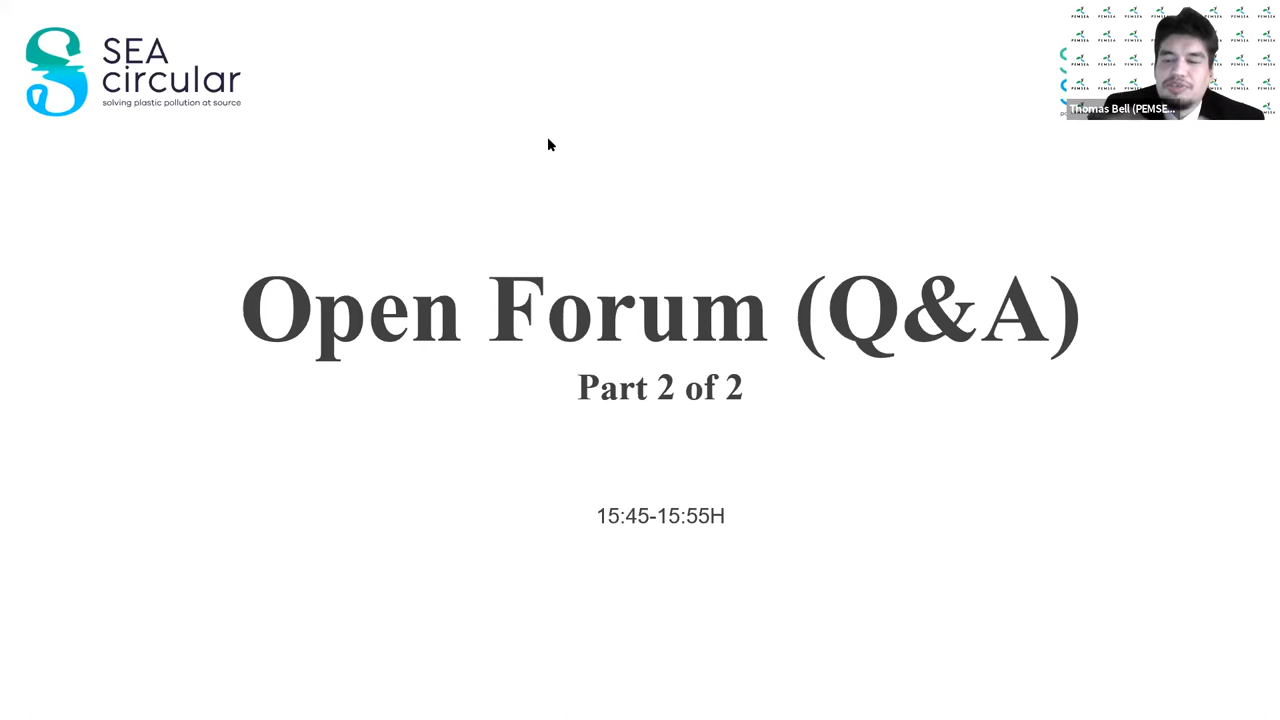 SEA
circular
solving plastic pollution at source
Thomas Bell (PEMSE...
Open Forum (Q&A)
Part 2 of 2
15:45-15:55H